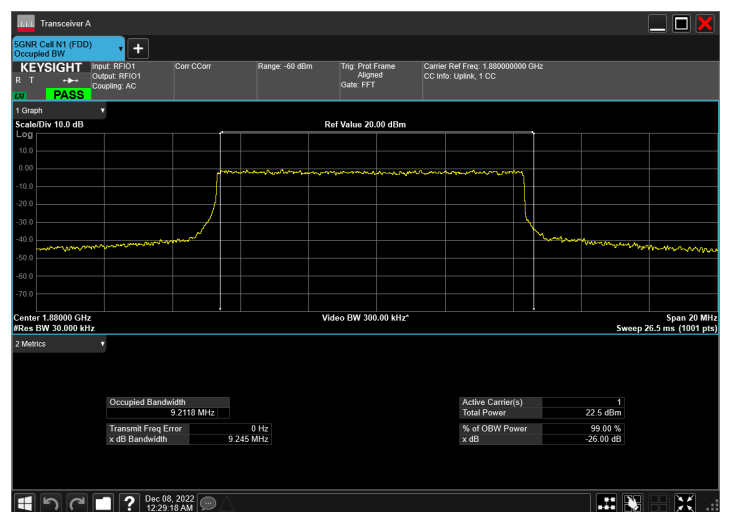 Transceiver A
5GNR Cell N1 (FDD)
Occupied BW
KEYSIGHT
R T
LNI
PASS
Input: RFIO1
Output: RFIO1
Coupling: AC
Corr CCorr
Range: -60 dBm
Trig: Prot Frame
Aligned
Gate: FFT
Carrier Ref Freq: 1.880000000 GHz
CC Info: Uplink, 1 CC
1 Graph
Scale/Div 10.0 dB
Ref Value 20.00 dBm
Log
10.0
0.00
-10.0
-20.0
-30.0
-40.0
-50.0
-60.0
-70.0
Center 1.88000 GHz
Video BW 300.00 kHz*
Span 20 MHz
#Res BW 30.000 kHz
Sweep 26.5 ms (1001 pts)
2 Metrics
Occupied Bandwidth
9.2118 MHz
Transmit Freq Error 0 Hz
x dB Bandwidth 9.245 MHz
Active Carrier(s) 1
Total Power 22.5 dBm
% of OBW Power 99.00 %
x dB -26.00 dB
?
Dec 08, 2022
12:29:18 AM